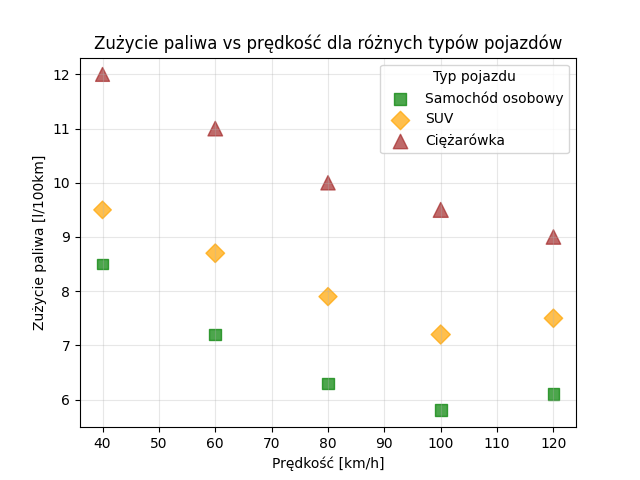 Zużycie paliwa vs prędkość dla różnych typów pojazdów
Typ pojazdu
Samochód osobowy
SUV
Ciężarówka
Zużycie paliwa [l/100km]
12
11
10
9
8
7
6
40 50 60 70 80 90 100 110 120
Prędkość [km/h]